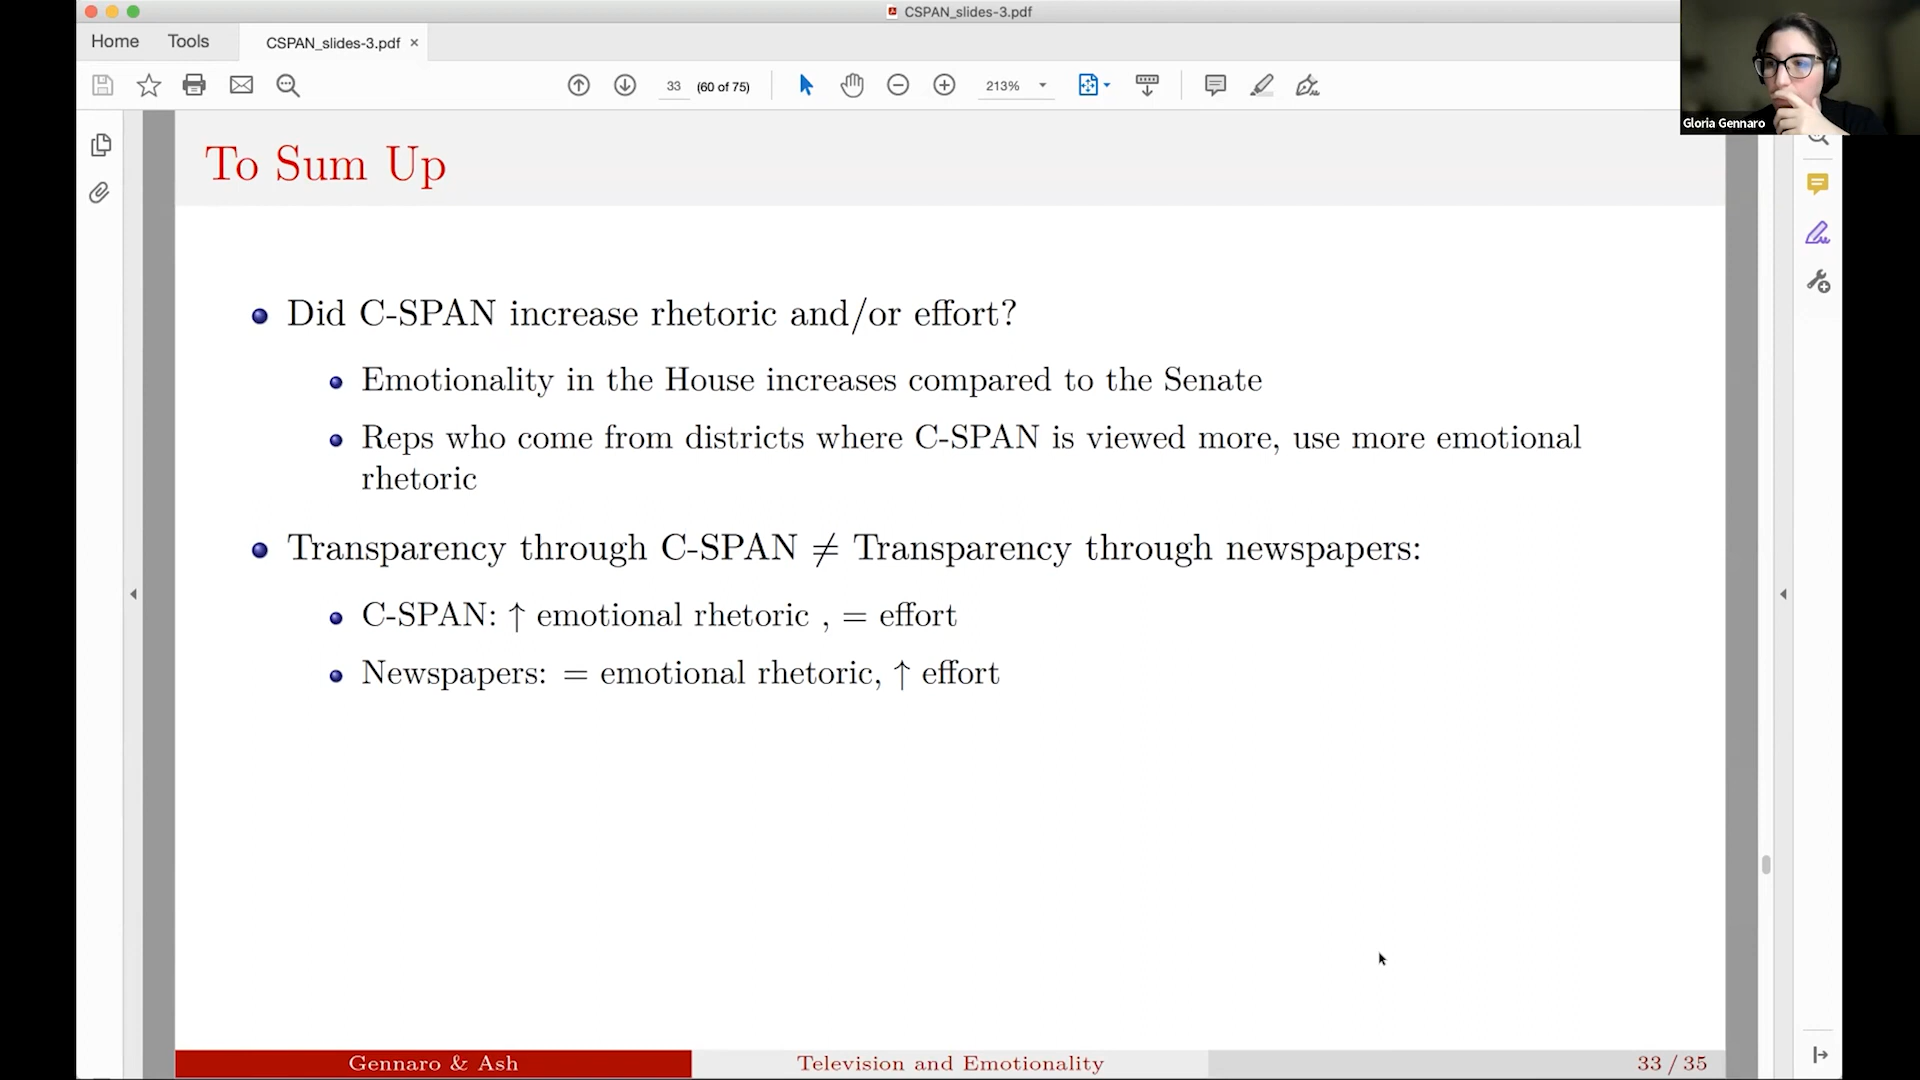 CSPAN_slides-3.pdf
Home Tools CSPAN_slides-3.pdf ×
33 (60 of 75) 213%
Gloria Gennaro
To Sum Up
Did C-SPAN increase rhetoric and/or effort?
Emotionality in the House increases compared to the Senate
Reps who come from districts where C-SPAN is viewed more, use more emotional
rhetoric
Transparency through C-SPAN ≠ Transparency through newspapers:
C-SPAN: ↑ emotional rhetoric , = effort
Newspapers: = emotional rhetoric, ↑ effort
Gennaro & Ash Television and Emotionality 33 / 35